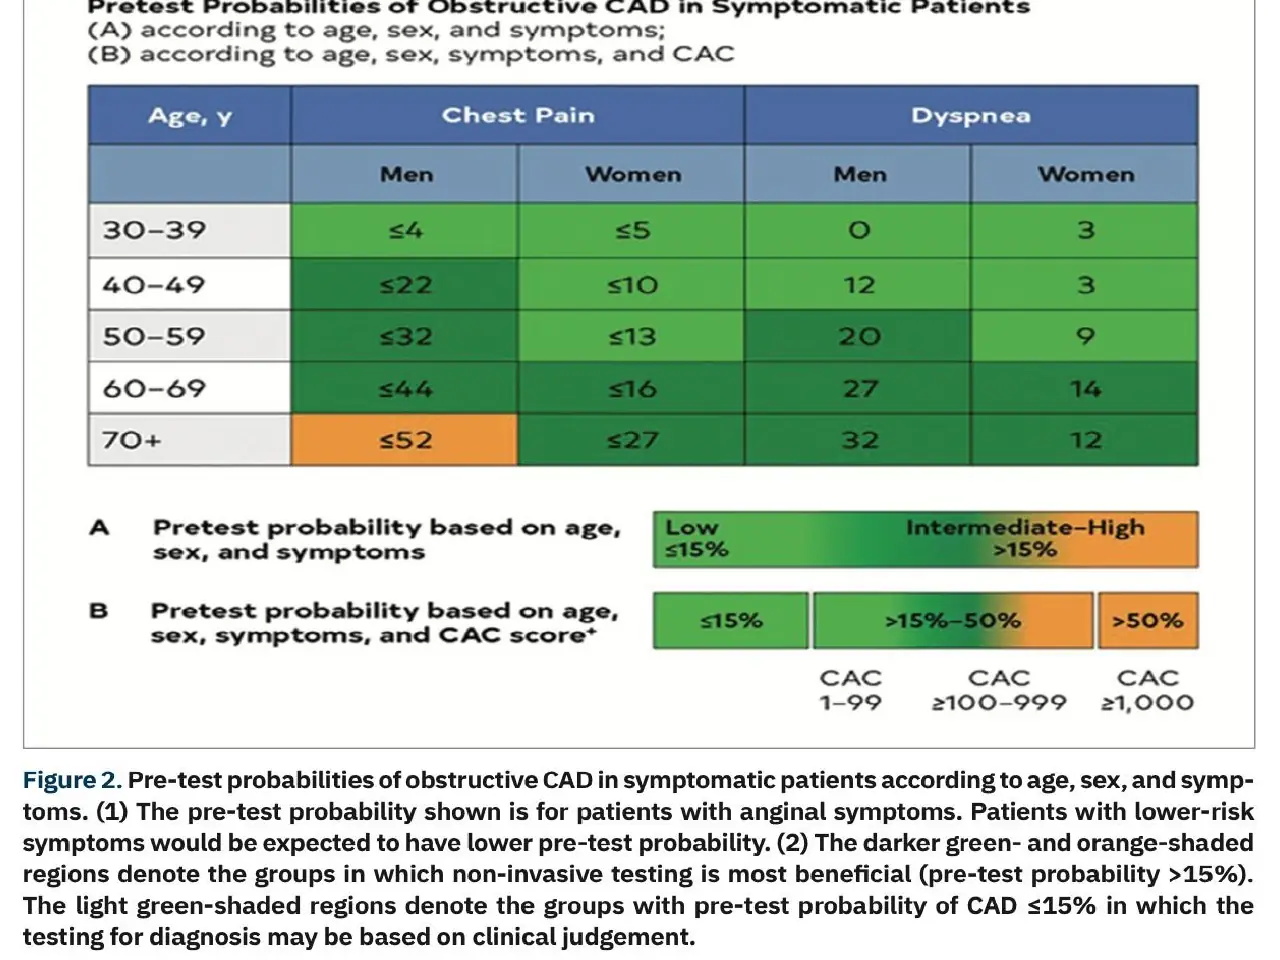 Pretest Probabilities of Obstructive CAD in Symptomatic Patients
(A) according to age, sex, and symptoms;
(B) according to age, sex, symptoms, and CAC
Age, y Chest Pain Dyspnea
Men Women Men Women
30–39 ≤4 ≤5 0 3
40–49 ≤22 ≤10 12 3
50–59 ≤32 ≤13 20 9
60–69 ≤44 ≤16 27 14
70+ ≤52 ≤27 32 12
A Pretest probability based on age,
sex, and symptoms
Low
≤15%
Intermediate–High
>15%
B Pretest probability based on age,
sex, symptoms, and CAC score+
≤15% >15%–50% >50%
CAC CAC CAC
1–99 ≥100–999 ≥1,000
Figure 2. Pre-test probabilities of obstructive CAD in symptomatic patients according to age, sex, and symp-
toms. (1) The pre-test probability shown is for patients with anginal symptoms. Patients with lower-risk
symptoms would be expected to have lower pre-test probability. (2) The darker green- and orange-shaded
regions denote the groups in which non-invasive testing is most beneficial (pre-test probability >15%).
The light green-shaded regions denote the groups with pre-test probability of CAD ≤15% in which the
testing for diagnosis may be based on clinical judgement.